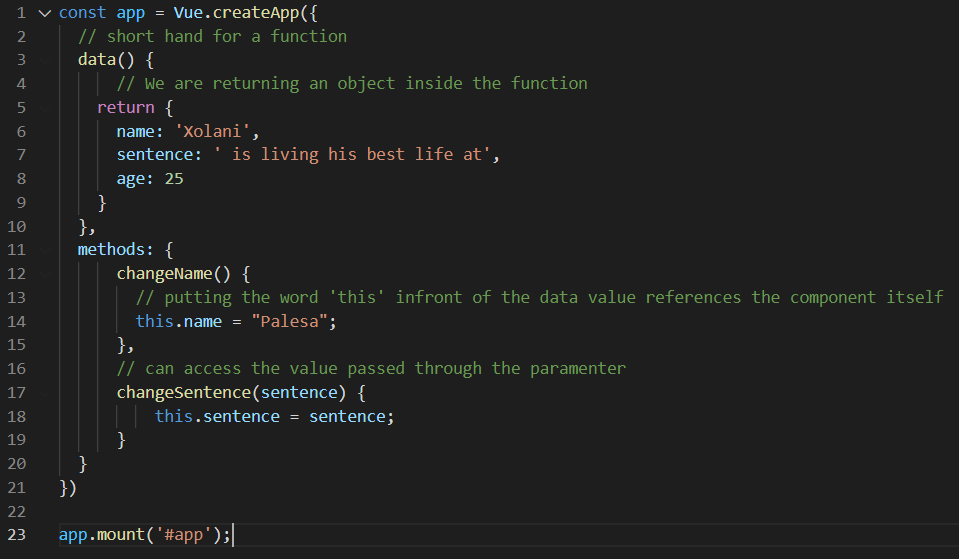 1 const app = Vue.createApp({
2 // short hand for a function
3 data() {
4 // We are returning an object inside the function
5 return {
6 name: 'Xolani',
7 sentence: ' is living his best life at',
8 age: 25
9 }
10 },
11 methods: {
12 changeName() {
13 // putting the word 'this' infront of the data value references the component itself
14 this.name = "Palesa";
15 },
16 // can access the value passed through the paramenter
17 changeSentence(sentence) {
18 this.sentence = sentence;
19 }
20 }
21 })
22
23 app.mount('#app');